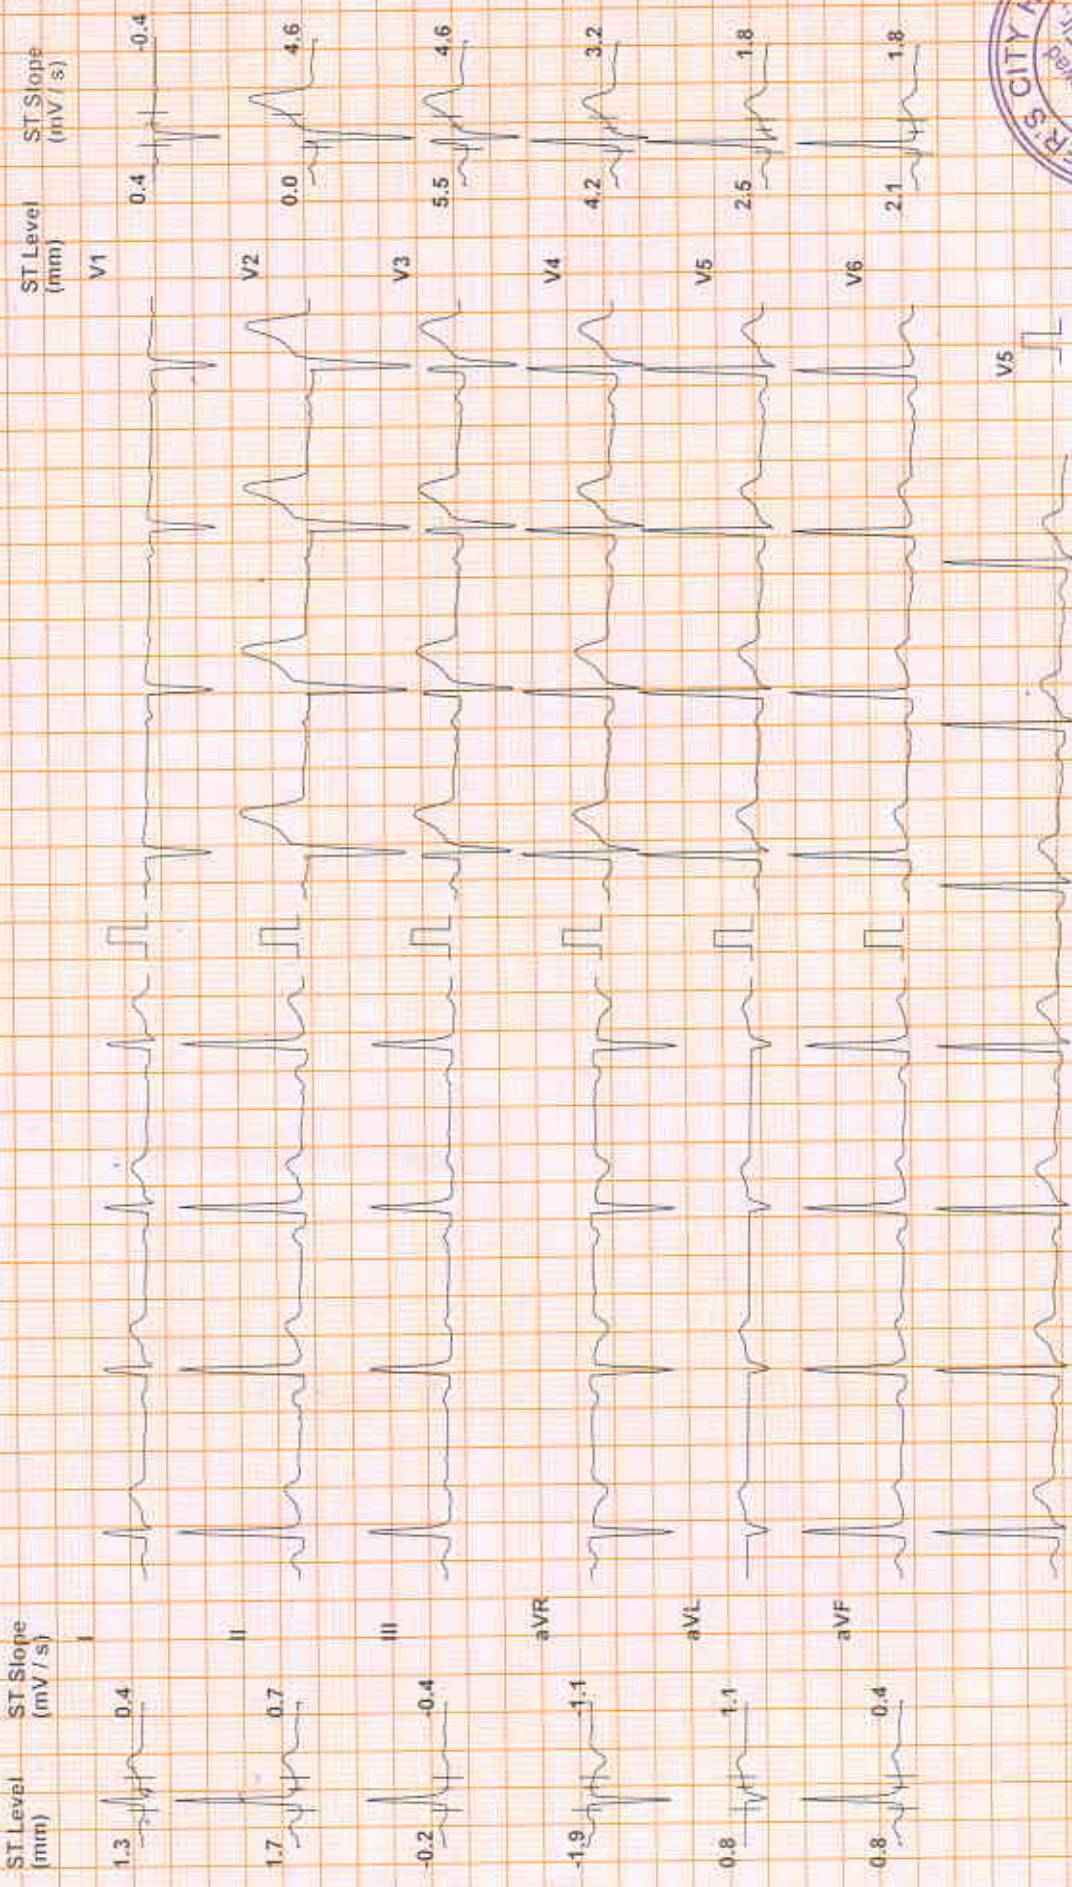 ST Level ST Slope ST Level ST Slope
(mm) (mV / s) (mm) (mV / s)
I V1
1.3 0.4 0.4 -0.4
II V2
1.7 0.7 0.0 4.6
III V3
-0.2 -0.4 5.5 4.6
aVR V4
-1.9 -1.1 4.2 3.2
aVL V5
0.8 1.1 2.5 1.8
aVF V6
0.8 0.4 2.1 1.8
V5
CITY